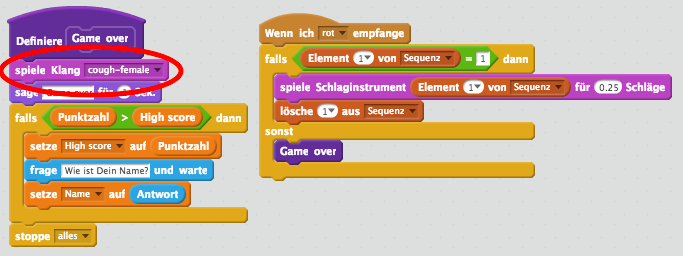 Definiere Game over
spiele Klang cough-female
sage Game over für Sek.
falls Punktzahl > High score dann
setze High score auf Punktzahl
frage Wie ist Dein Name? und warte
setze Name auf Antwort
stoppe alles
Wenn ich rot empfange
falls Element 1 von Sequenz = 1 dann
spiele Schlaginstrument Element 1 von Sequenz für 0.25 Schläge
lösche 1 aus Sequenz
sonst
Game over